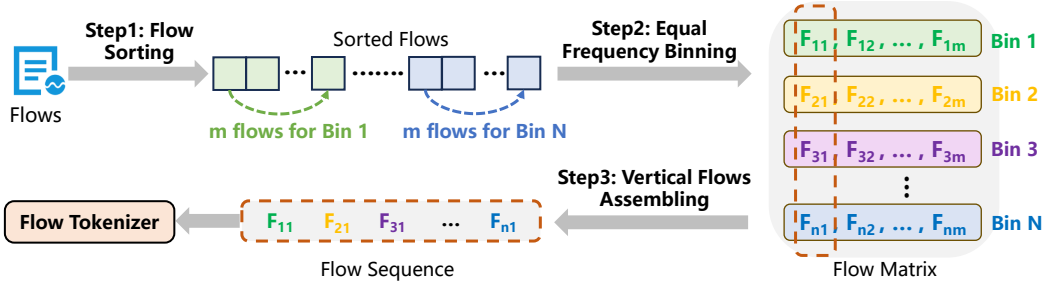 Step1: Flow
Sorting
Flows
Sorted Flows
... ....... ...
m flows for Bin 1
m flows for Bin N
Step2: Equal
Frequency Binning
F11, F12, ... , F1m
Bin 1
F21, F22, ... , F2m
Bin 2
F31, F32, ... , F3m
Bin 3
...
Fn1, Fn2, ... , Fnm
Bin N
Flow Matrix
Step3: Vertical Flows
Assembling
F11 F21 F31 ... Fn1
Flow Sequence
Flow Tokenizer